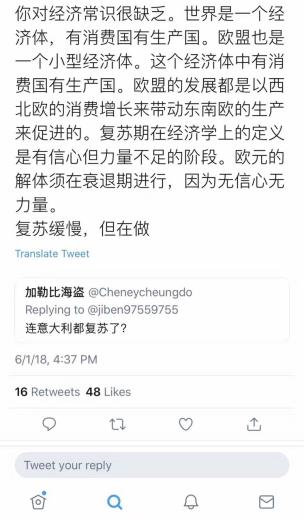 你对经济常识很缺乏。世界是一个经
济体，有消费国有生产国。欧盟也是
一个小型经济体。这个经济体中有消
费国有生产国。欧盟的发展都是以西
北欧的消费增长来带动东南欧的生产
来促进的。复苏期在经济学上的定义
是有信心但力量不足的阶段。欧元的
解体须在衰退期进行，因为无信心无
力量。
复苏缓慢，但在做
Translate Tweet
加勒比海盗 @Cheneycheungdo
Replying to @jiben97559755
连意大利都复苏了?
6/1/18, 4:37 PM
16 Retweets 48 Likes
Tweet your reply